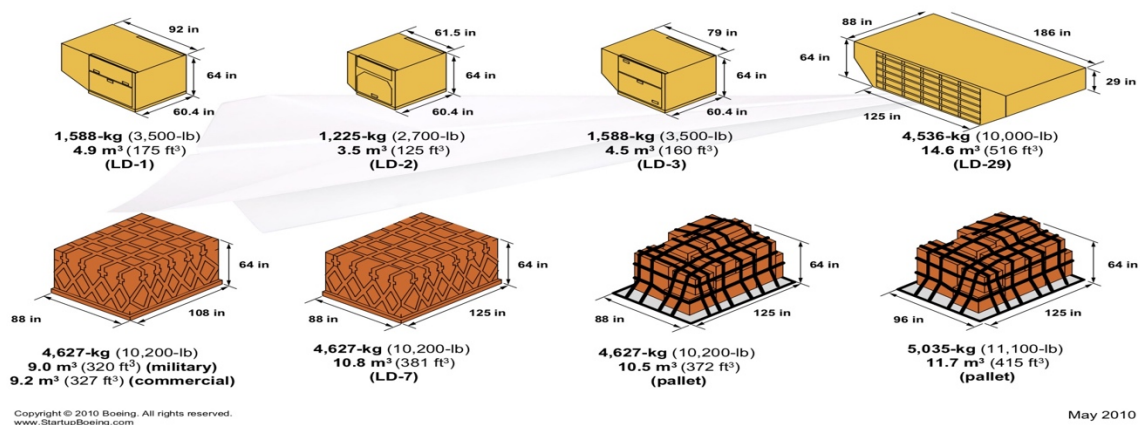 92 in
64 in
60.4 in
1,588-kg (3,500-lb)
4.9 m³ (175 ft³)
(LD-1)
61.5 in
64 in
60.4 in
1,225-kg (2,700-lb)
3.5 m³ (125 ft³)
(LD-2)
79 in
64 in
60.4 in
1,588-kg (3,500-lb)
4.5 m³ (160 ft³)
(LD-3)
88 in
186 in
64 in
29 in
125 in
4,536-kg (10,000-lb)
14.6 m³ (516 ft³)
(LD-29)
64 in
88 in
108 in
4,627-kg (10,200-lb)
9.0 m³ (320 ft³) (military)
9.2 m³ (327 ft³) (commercial)
64 in
88 in
125 in
4,627-kg (10,200-lb)
10.8 m³ (381 ft³)
(LD-7)
64 in
88 in
125 in
4,627-kg (10,200-lb)
10.5 m³ (372 ft³)
(pallet)
64 in
96 in
125 in
5,035-kg (11,100-lb)
11.7 m³ (415 ft³)
(pallet)
Copyright © 2010 Boeing. All rights reserved.
www.StartupBoeing.com
May 2010